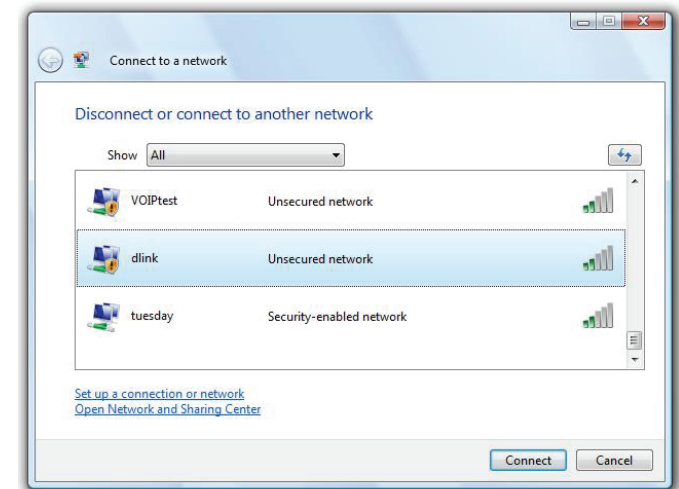 Connect to a network
Disconnect or connect to another network
Show All
VOIPtest Unsecured network
dlink Unsecured network
tuesday Security-enabled network
Set up a connection or network
Open Network and Sharing Center
Connect Cancel